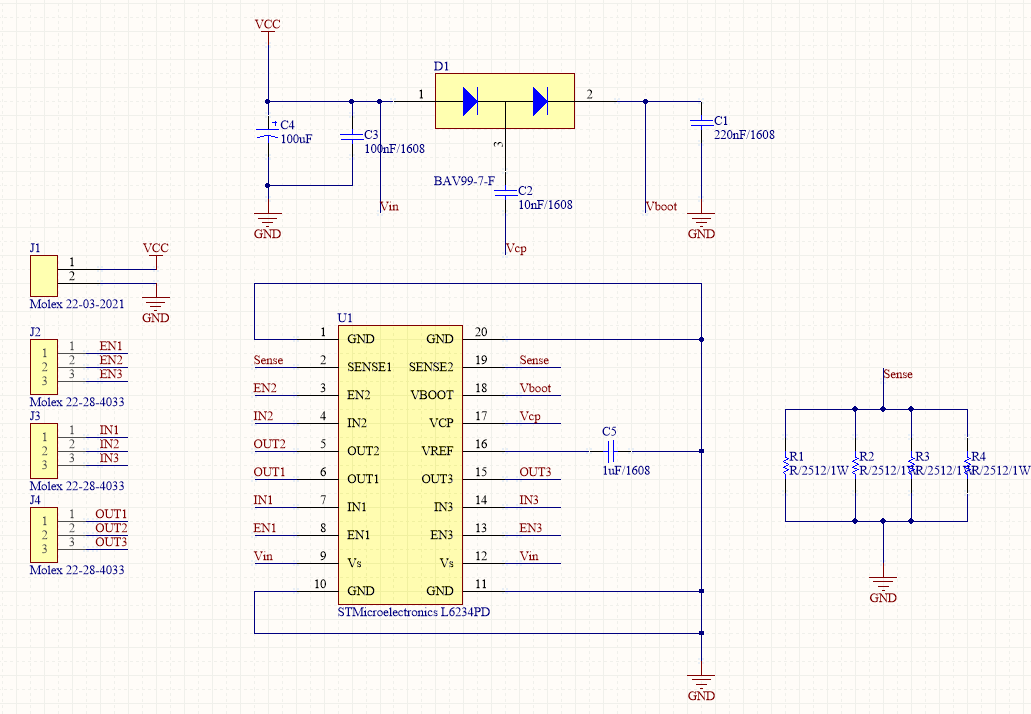 VCC
D1
1
2
C4
100uF
C3
100nF/1608
C1
220nF/1608
3
BAV99-7-F
C2
10nF/1608
Vin
Vboot
GND
GND
Vcp
J1
VCC
1
2
Molex 22-03-2021
GND
J2
1 1 EN1
2 2 EN2
3 3 EN3
Molex 22-28-4033
J3
1 1 IN1
2 2 IN2
3 3 IN3
Molex 22-28-4033
J4
1 1 OUT1
2 2 OUT2
3 3 OUT3
Molex 22-28-4033
U1
1 GND GND 20
Sense 2 SENSE1 SENSE2 19 Sense
EN2 3 EN2 VBOOT 18 Vboot
IN2 4 IN2 VCP 17 Vcp
OUT2 5 OUT2 VREF 16
OUT1 6 OUT1 OUT3 15 OUT3
IN1 7 IN1 IN3 14 IN3
EN1 8 EN1 EN3 13 EN3
Vin 9 Vs Vs 12 Vin
10 GND GND 11
STMicroelectronics L6234PD
C5
1uF/1608
GND
Sense
R1 R2 R3 R4
R/2512/1W R/2512/1W R/2512/1W R/2512/1W
GND